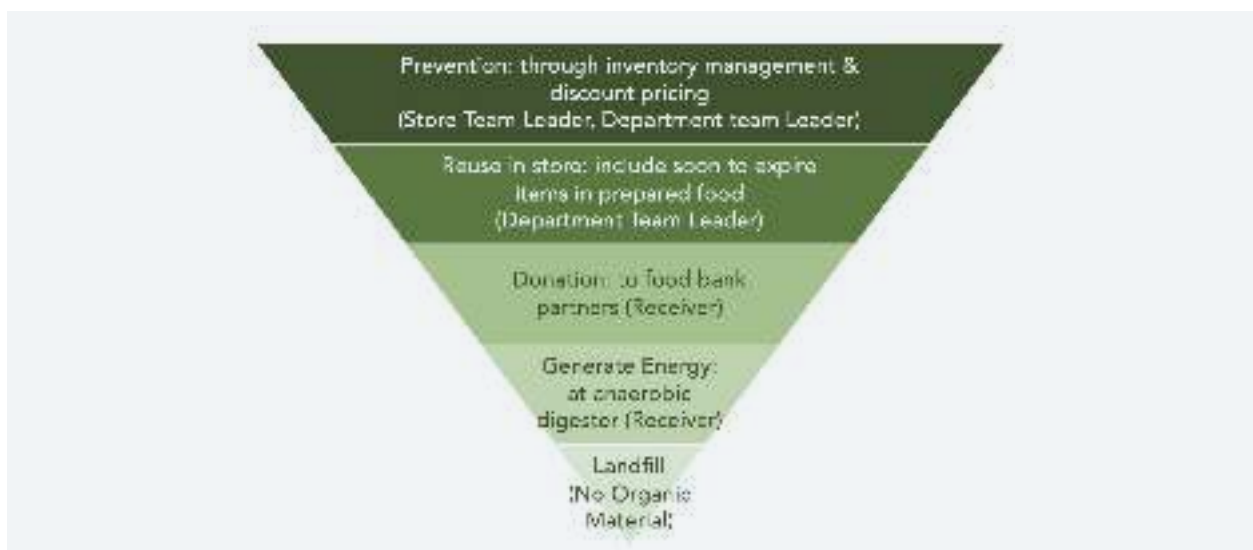 Prevention: through inventory management &
discount pricing
(Store Team Leader, Department team Leader)
Reuse in store: include soon to expire
items in prepared food
(Department Team Leader)
Donation: to food bank
partners (Receiver)
Generate Energy:
at anaerobic
digester (Receiver)
Landfill
(No Organic
Material)